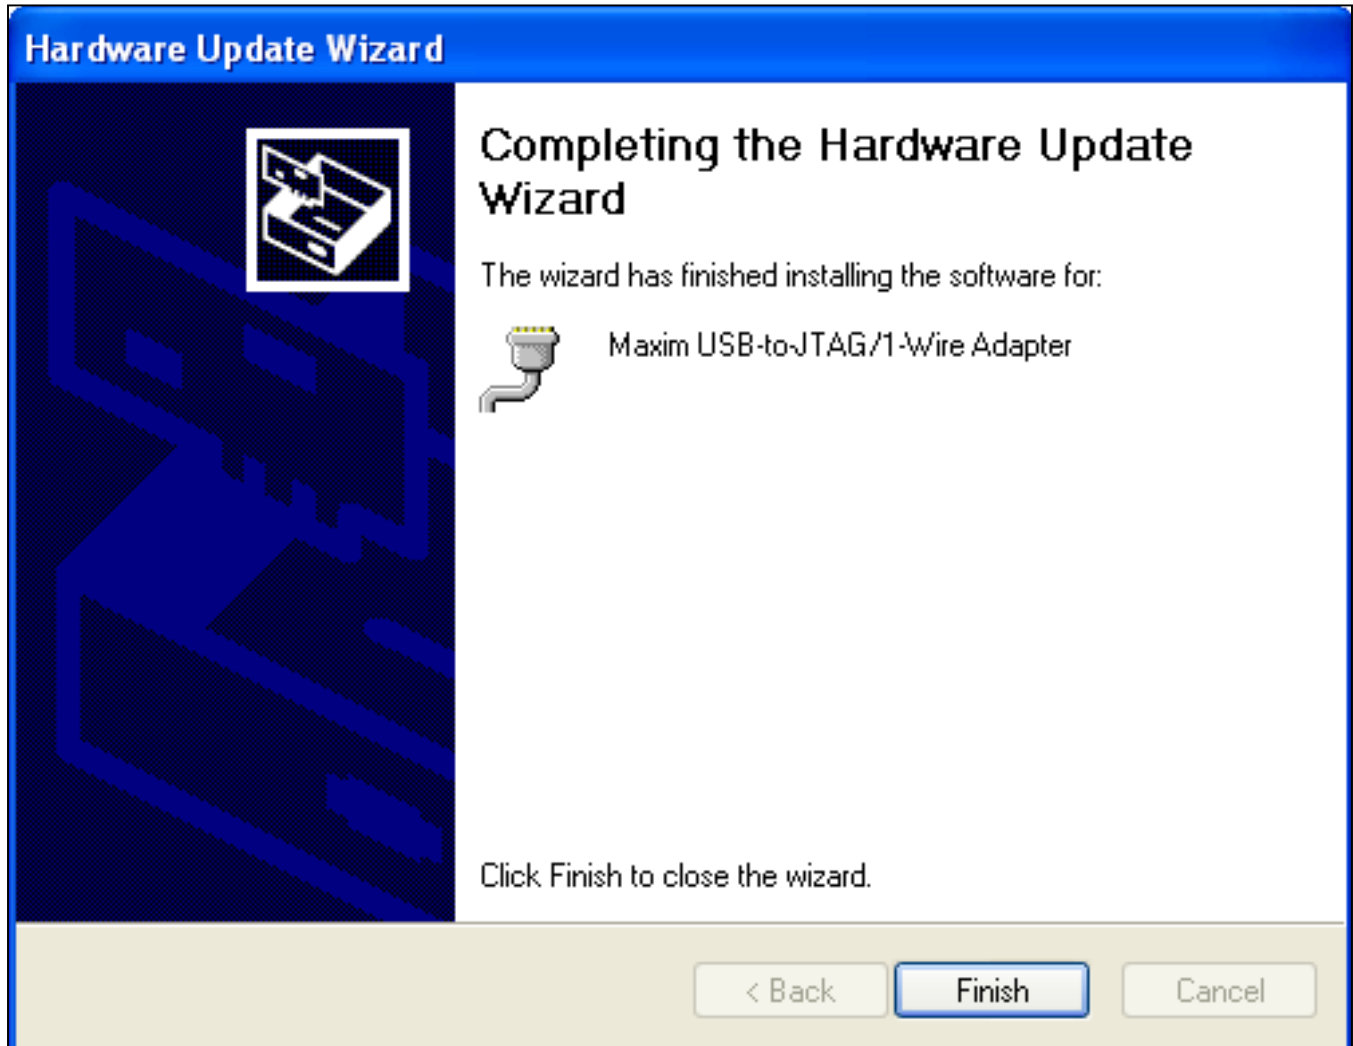 Hardware Update Wizard
Completing the Hardware Update
Wizard
The wizard has finished installing the software for:
Maxim USB-to-JTAG/1-Wire Adapter
Click Finish to close the wizard.
< Back
Finish
Cancel